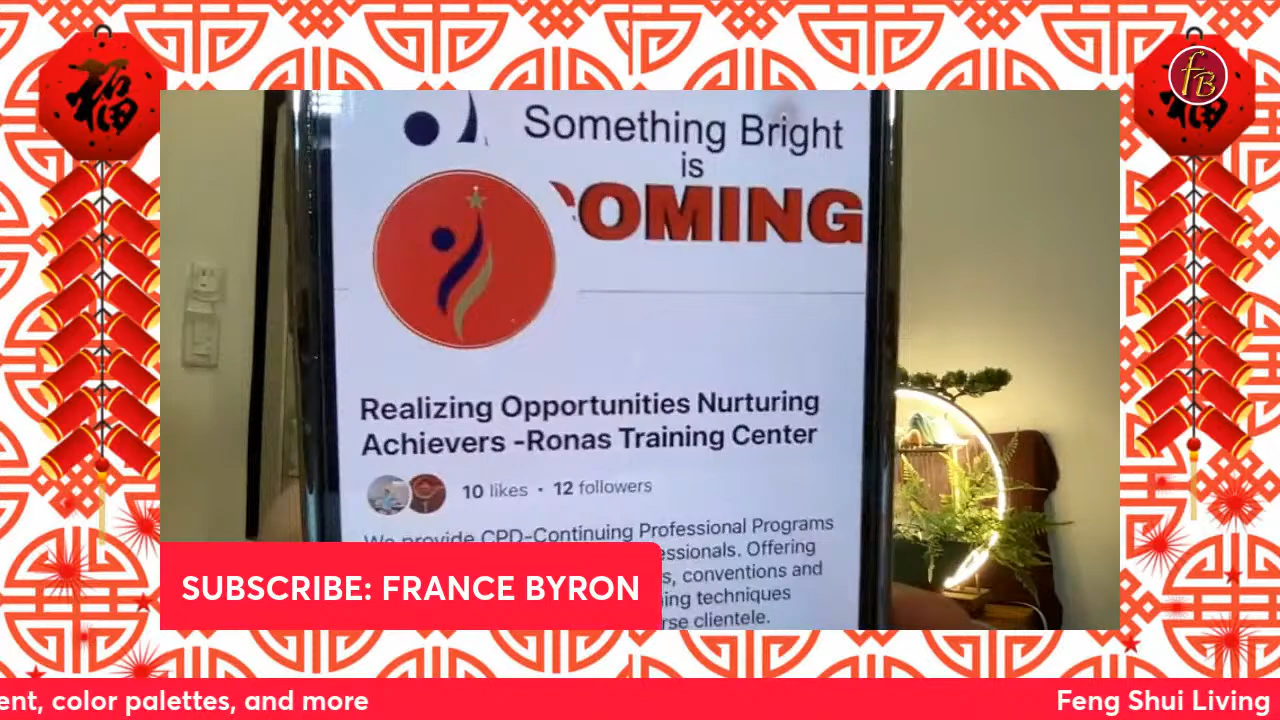 福
福
fB
Something Bright
is
COMING
Realizing Opportunities Nurturing
Achievers -Ronas Training Center
10 likes · 12 followers
We provide CPD-Continuing Professional Programs
essionals. Offering
s, conventions and
ing techniques
rse clientele.
SUBSCRIBE: FRANCE BYRON
ent, color palettes, and more
Feng Shui Living